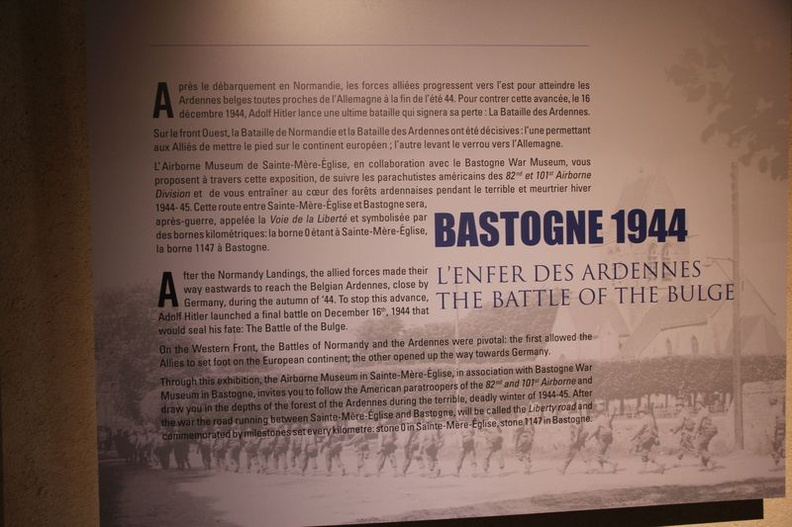 Après le débarquement en Normandie, les forces alliées progressent vers l'est pour atteindre les
Ardennes belges toutes proches de l'Allemagne à la fin de l'été 44. Pour contrer cette avancée, le 16
décembre 1944, Adolf Hitler lance une ultime bataille qui signera sa perte : La Bataille des Ardennes.
Sur le front Ouest, la Bataille de Normandie et la Bataille des Ardennes ont été décisives : l'une permettant
aux Alliés de mettre le pied sur le continent européen ; l'autre levant le verrou vers l'Allemagne.
L'Airborne Museum de Sainte-Mère-Église, en collaboration avec le Bastogne War Museum, vous
proposent à travers cette exposition, de suivre les parachutistes américains des 82nd et 101st Airborne
Division et de vous entraîner au cœur des forêts ardennaises pendant le terrible et meurtrier hiver
1944-45. Cette route entre Sainte-Mère-Église et Bastogne sera,
après-guerre, appelée la Voie de la Liberté et symbolisée par
des bornes kilométriques: la borne 0 étant à Sainte-Mère-Église,
la borne 1147 à Bastogne.
BASTOGNE 1944
L'ENFER DES ARDENNES
THE BATTLE OF THE BULGE
After the Normandy Landings, the allied forces made their
way eastwards to reach the Belgian Ardennes, close by
Germany, during the autumn of '44. To stop this advance,
Adolf Hitler launched a final battle on December 16th, 1944 that
would seal his fate: The Battle of the Bulge.
On the Western Front, the Battles of Normandy and the Ardennes were pivotal: the first allowed the
Allies to set foot on the European continent; the other opened up the way towards Germany.
Through this exhibition, the Airborne Museum in Sainte-Mère-Église, in association with Bastogne War
Museum in Bastogne, invites you to follow the American paratroopers of the 82nd and 101st Airborne and
draw you in the depths of the forest of the Ardennes during the terrible, deadly winter of 1944-45. After
the war the road running between Sainte-Mère-Église and Bastogne, will be called the Liberty road and
commemorated by milestones set every kilometre: stone 0 in Sainte-Mère-Église, stone 1147 in Bastogne.